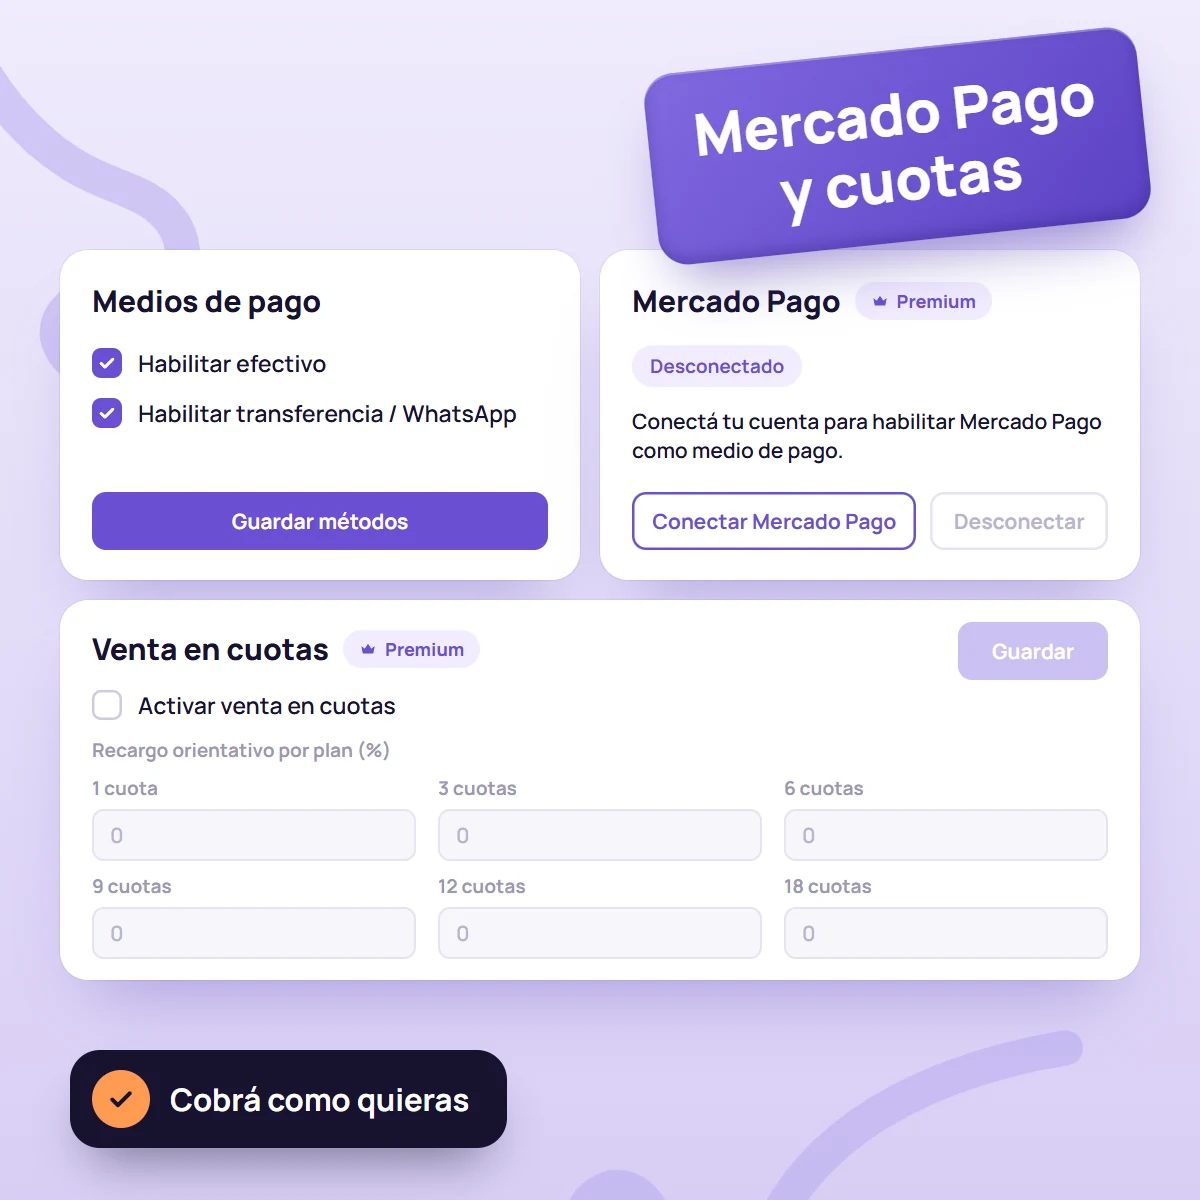 Mercado Pago
y cuotas
Medios de pago
Habilitar efectivo
Habilitar transferencia / WhatsApp
Guardar métodos
Mercado Pago
Premium
Desconectado
Conectá tu cuenta para habilitar Mercado Pago
como medio de pago.
Conectar Mercado Pago
Desconectar
Venta en cuotas
Premium
Guardar
Activar venta en cuotas
Recargo orientativo por plan (%)
1 cuota
3 cuotas
6 cuotas
0
0
0
9 cuotas
12 cuotas
18 cuotas
0
0
0
Cobrá como quieras